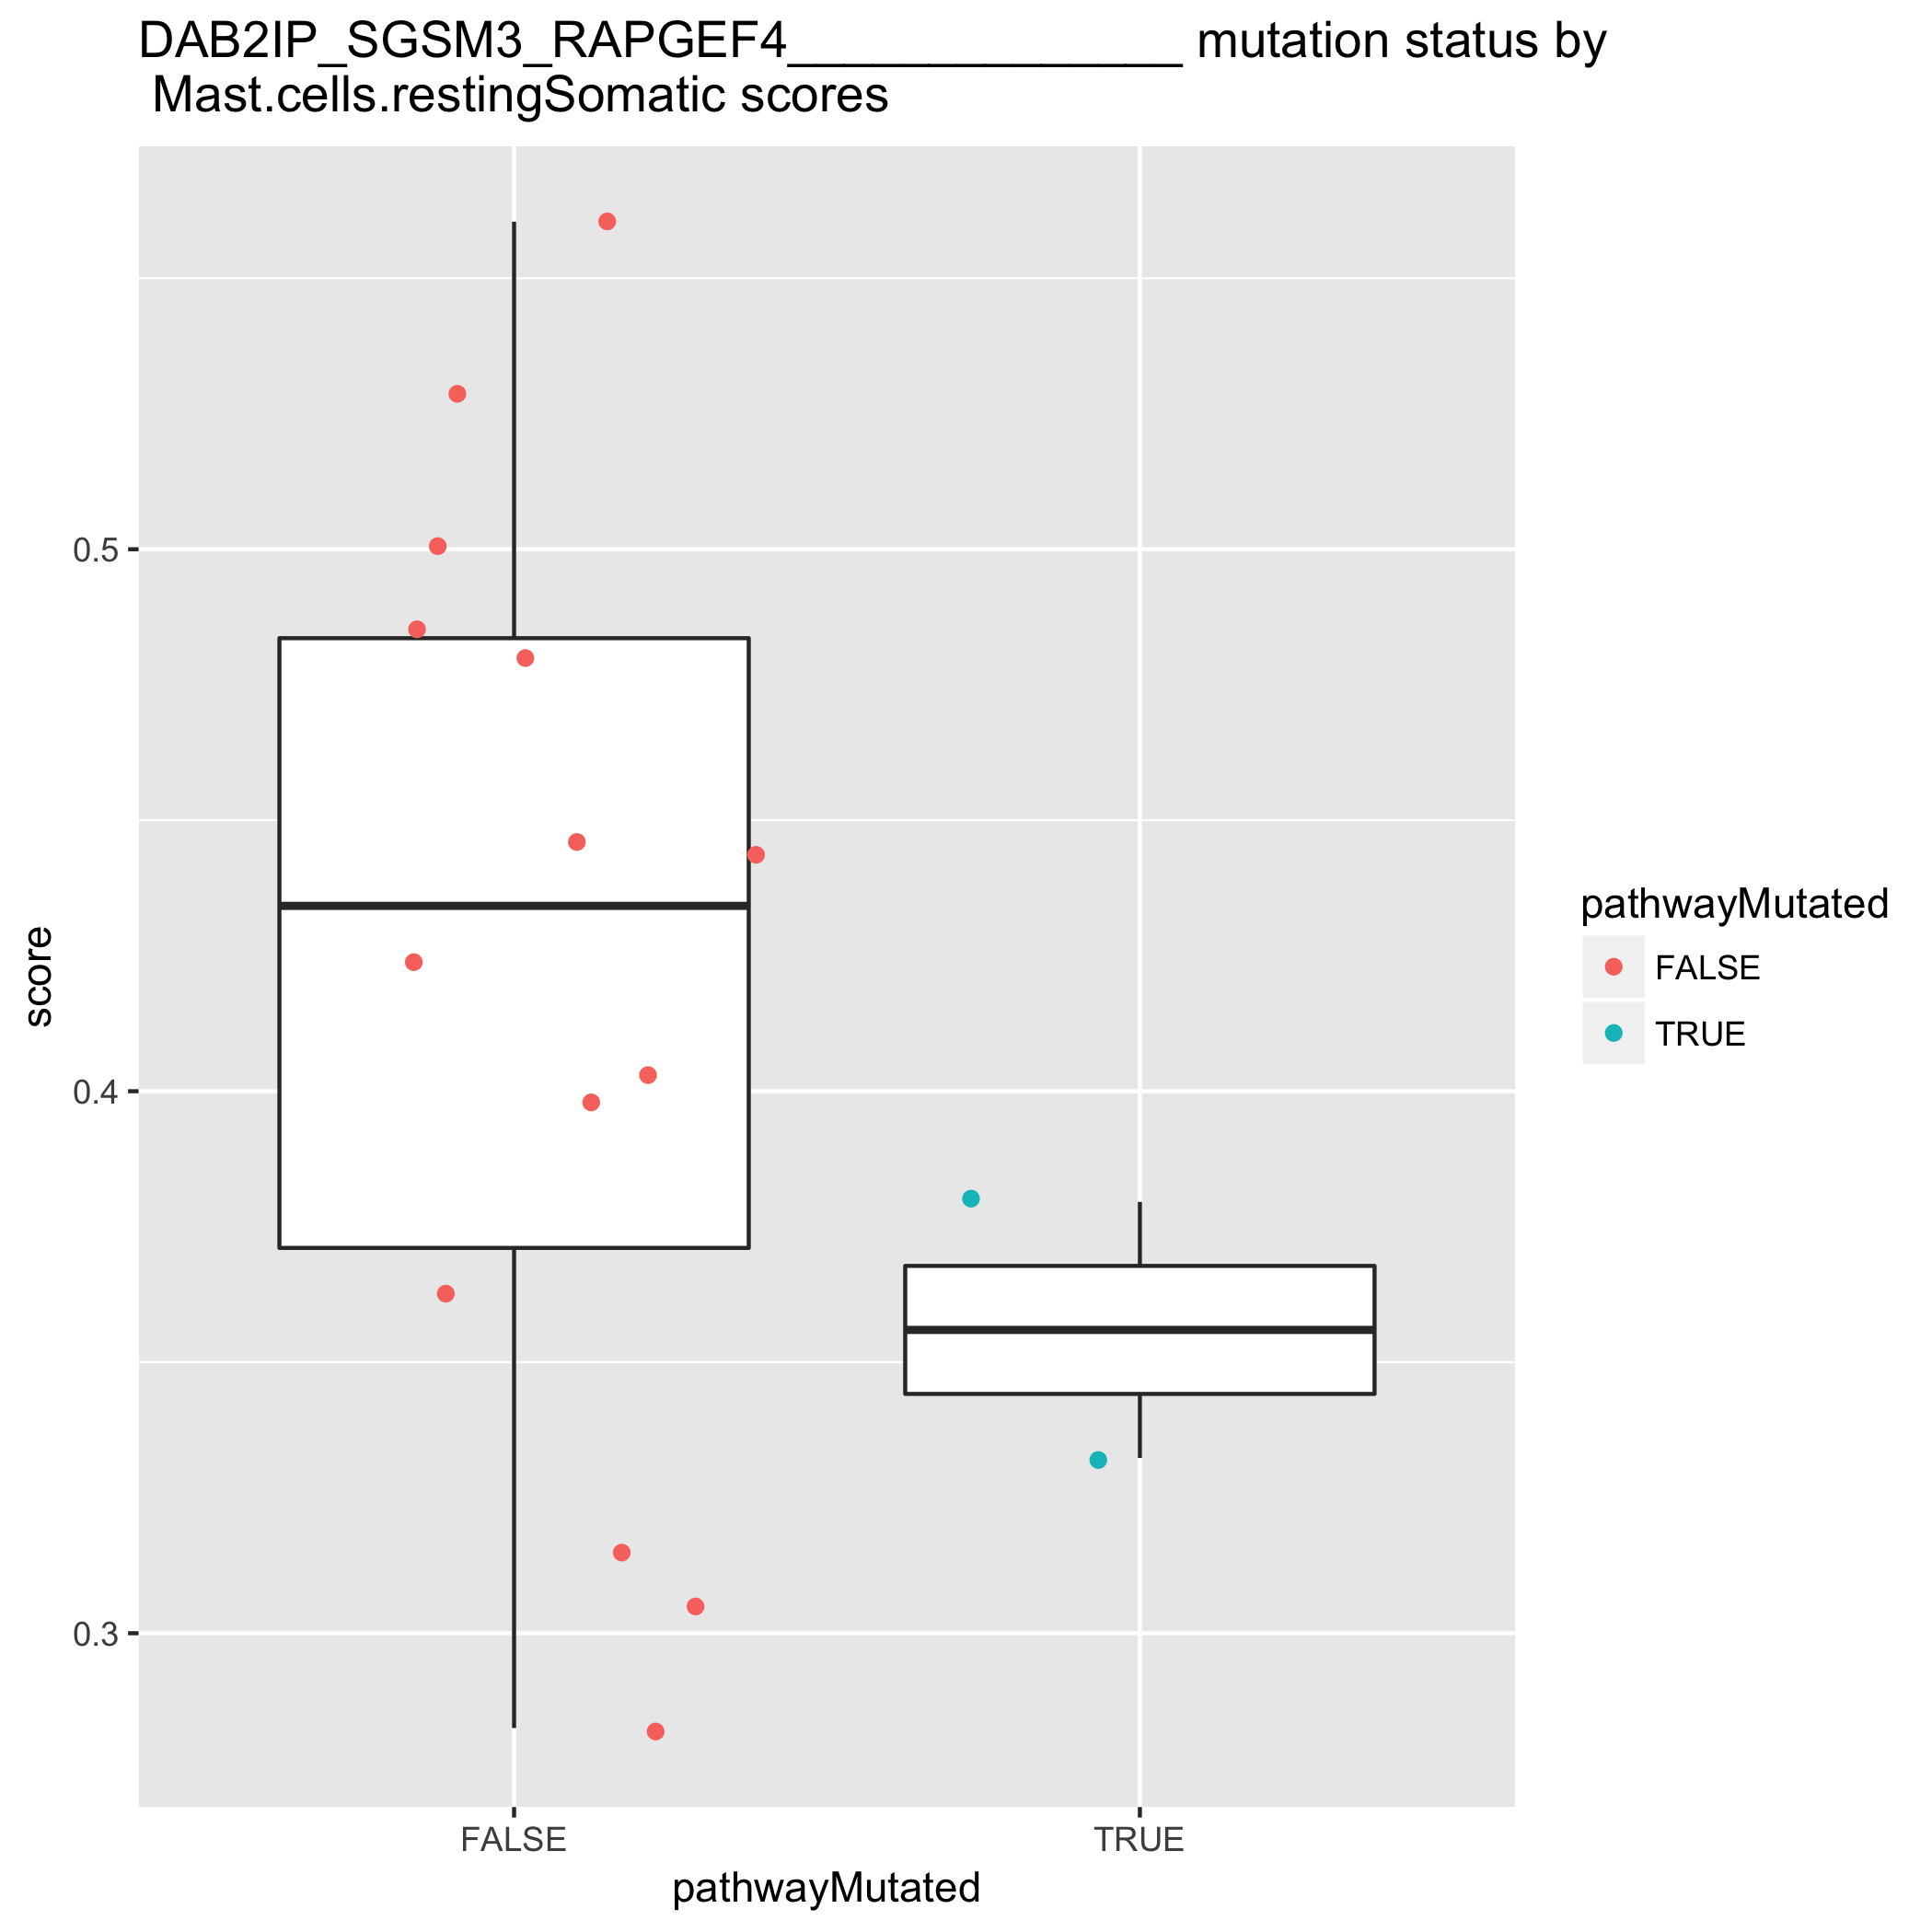 DAB2IP_SGSM3_RAPGEF4______________ mutation status by
Mast.cells.restingSomatic scores
0.5
0.4
0.3
score
FALSE
TRUE
pathwayMutated
pathwayMutated
FALSE
TRUE